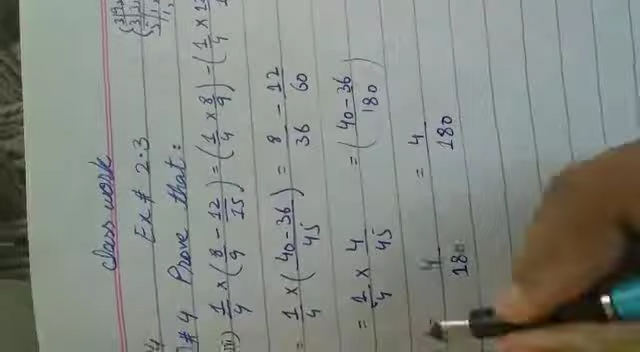 class work
Ex # 2.3
# 4 Prove that:
iii) 1/4 × (8/9 - 12/15) = (1/4 × 8/9) - (1/4 × 12
= 1/4 × (40-36/45) = 8/36 - 12/60
= 1/4 × 4/45 = (40-36/180)
4/180 = 4/180